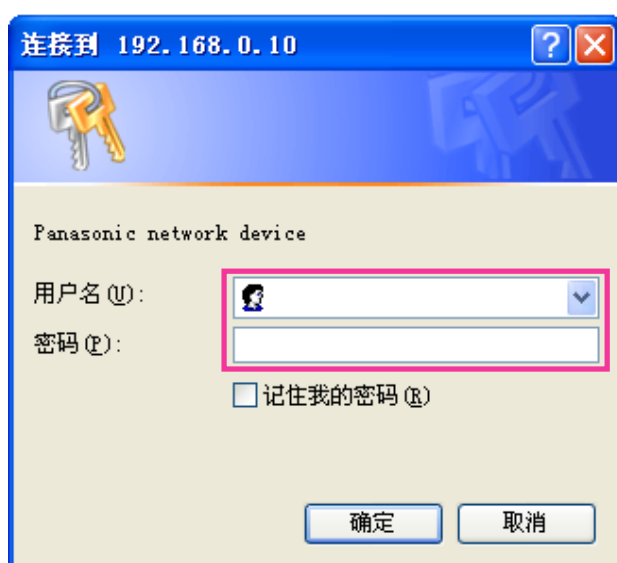 连接到 192.168.0.10
Panasonic network device
用户名(U):
密码(P):
记住我的密码(R)
确定 取消